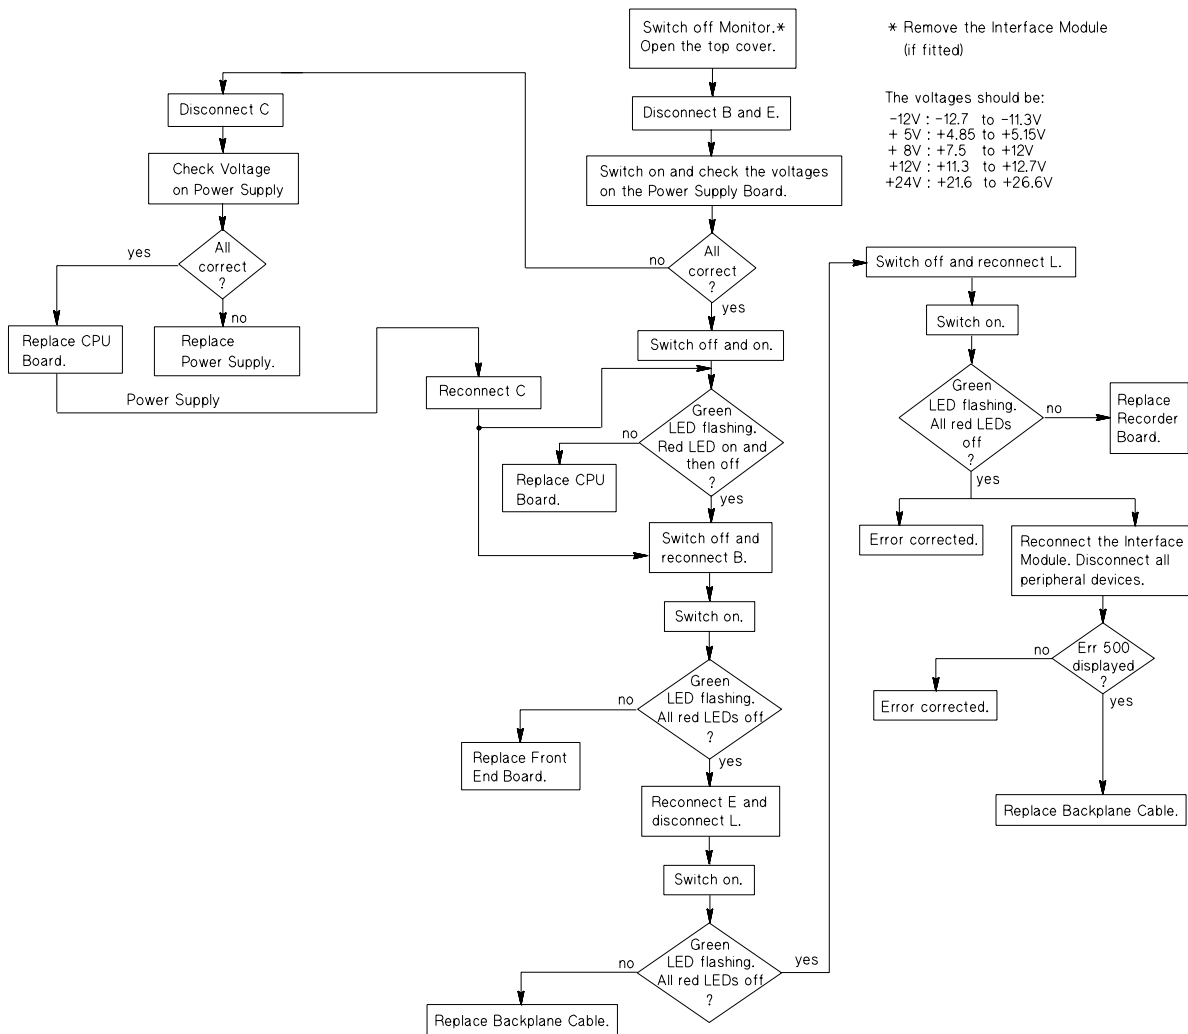 Switch off Monitor.*
Open the top cover.
* Remove the Interface Module
(if fitted)
Disconnect C
Disconnect B and E.
The voltages should be:
-12V : -12.7 to -11.3V
+ 5V : +4.85 to +5.15V
+ 8V : +7.5 to +12V
+12V : +11.3 to +12.7V
+24V : +21.6 to +26.6V
Check Voltage
on Power Supply
Switch on and check the voltages
on the Power Supply Board.
yes
All
correct
?
no
no
All
correct
?
yes
Switch off and reconnect L.
Replace CPU
Board.
Replace
Power Supply.
Switch off and on.
Switch on.
Power Supply
Reconnect C
Green
LED flashing.
Red LED on and
then off
?
no
yes
Replace CPU
Board.
Green
LED flashing.
All red LEDs
off
?
no
yes
Replace
Recorder
Board.
Switch off and
reconnect B.
Error corrected.
Reconnect the Interface
Module. Disconnect all
peripheral devices.
Switch on.
no
Err 500
displayed
?
yes
Error corrected.
Green
LED flashing.
All red LEDs off
?
no
yes
Replace Front
End Board.
Reconnect E and
disconnect L.
Replace Backplane Cable.
Switch on.
Green
LED flashing.
All red LEDs off
?
no
yes
Replace Backplane Cable.